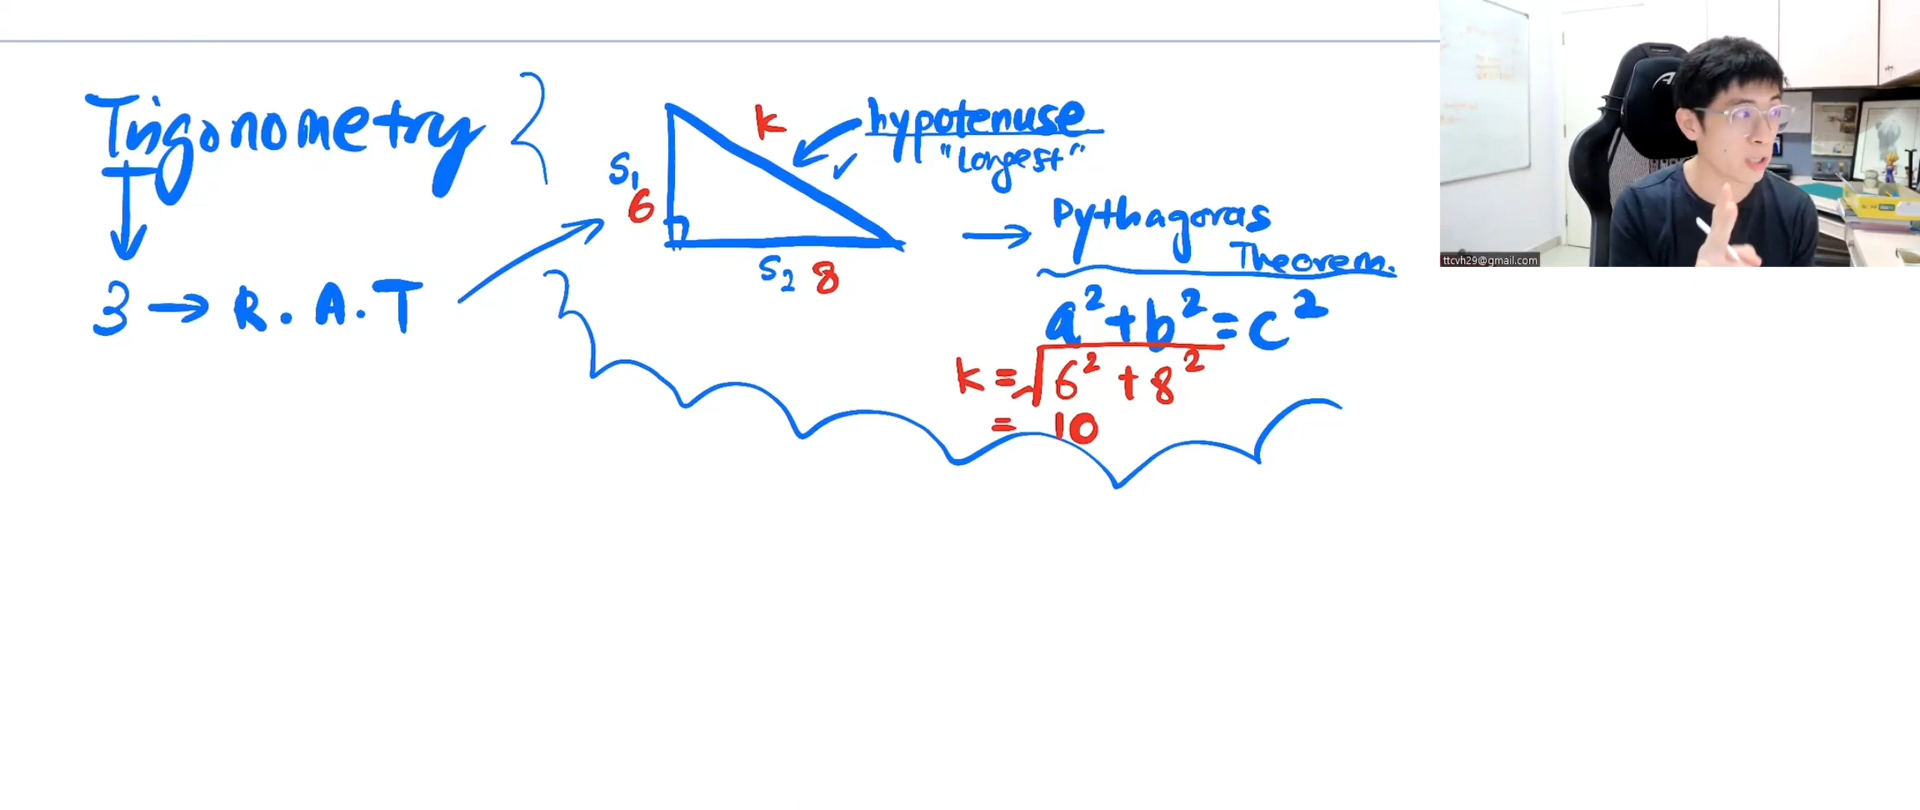 Trigonometry
3 → R.A.T
k
S₁
6
S₂ 8
hypotenuse
"Longest"
✓
→ Pythagoras
Theorem.
a² + b² = c²
k = √6² + 8²
= 10
ttcvh29@gmail.com